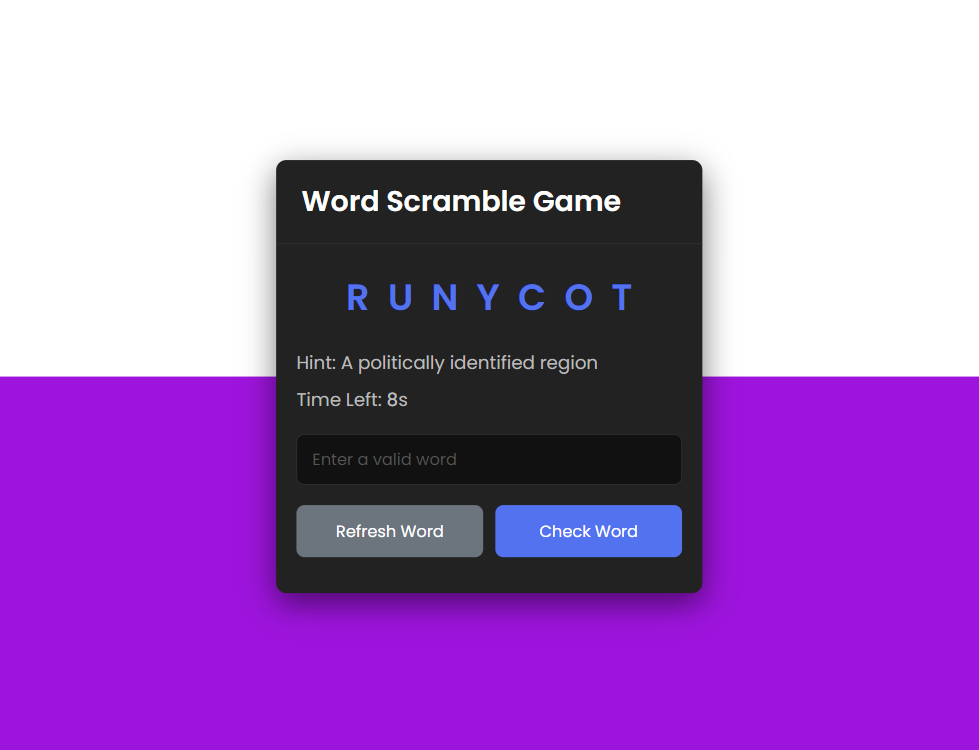 Word Scramble Game
R U N Y C O T
Hint: A politically identified region
Time Left: 8s
Enter a valid word
Refresh Word Check Word